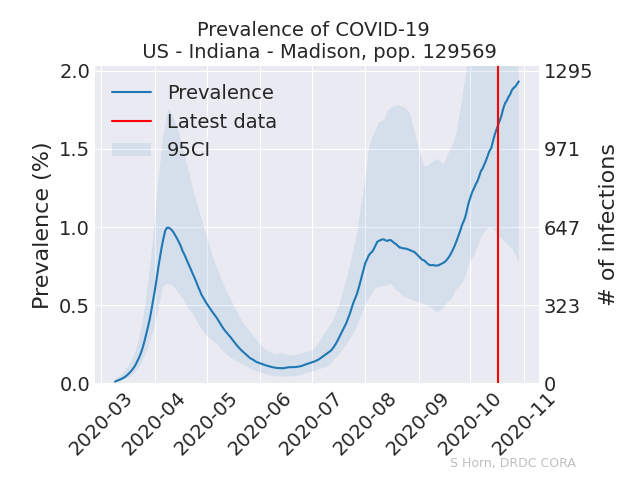 Prevalence of COVID-19
US - Indiana - Madison, pop. 129569
Prevalence
Latest data
95CI
Prevalence (%)
2.0
1.5
1.0
0.5
0.0
1295
971
647
323
0
# of infections
2020-03
2020-04
2020-05
2020-06
2020-07
2020-08
2020-09
2020-10
2020-11
S Horn, DRDC CORA